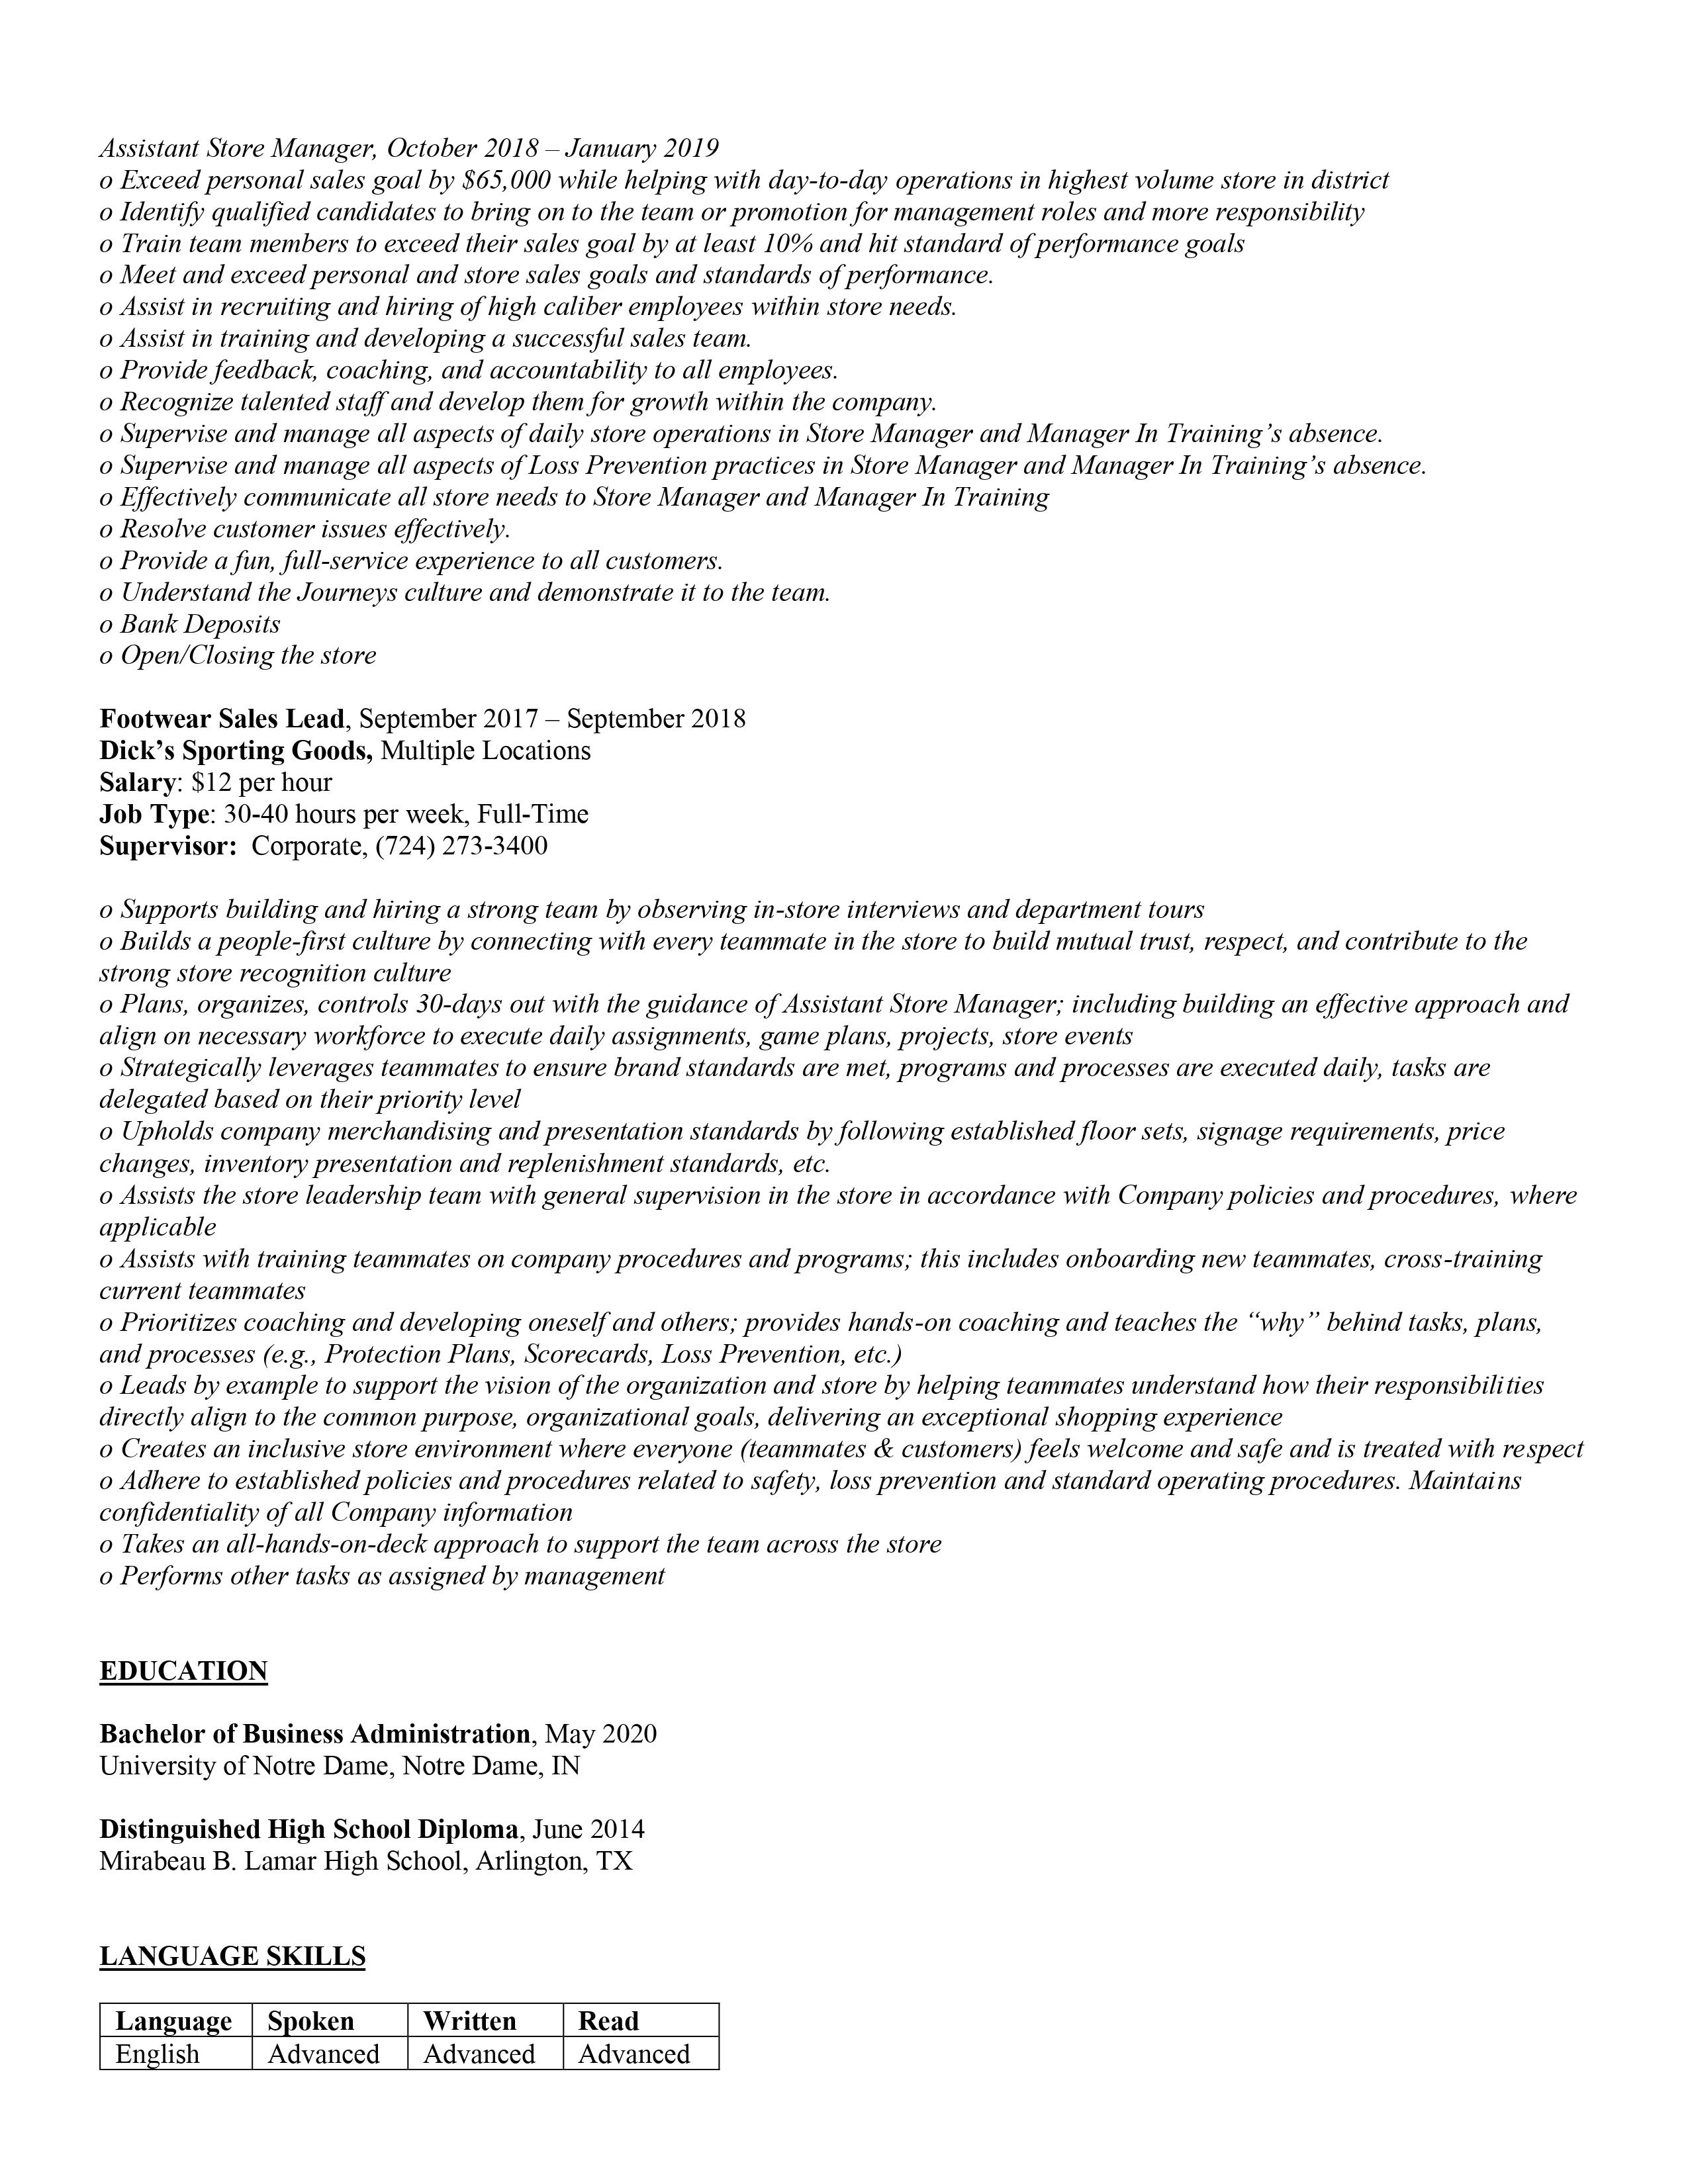 Assistant Store Manager, October 2018 – January 2019
o Exceed personal sales goal by $65,000 while helping with day-to-day operations in highest volume store in district
o Identify qualified candidates to bring on to the team or promotion for management roles and more responsibility
o Train team members to exceed their sales goal by at least 10% and hit standard of performance goals
o Meet and exceed personal and store sales goals and standards of performance.
o Assist in recruiting and hiring of high caliber employees within store needs.
o Assist in training and developing a successful sales team.
o Provide feedback, coaching, and accountability to all employees.
o Recognize talented staff and develop them for growth within the company.
o Supervise and manage all aspects of daily store operations in Store Manager and Manager In Training’s absence.
o Supervise and manage all aspects of Loss Prevention practices in Store Manager and Manager In Training’s absence.
o Effectively communicate all store needs to Store Manager and Manager In Training
o Resolve customer issues effectively.
o Provide a fun, full-service experience to all customers.
o Understand the Journeys culture and demonstrate it to the team.
o Bank Deposits
o Open/Closing the store
Footwear Sales Lead, September 2017 – September 2018
Dick’s Sporting Goods, Multiple Locations
Salary: $12 per hour
Job Type: 30-40 hours per week, Full-Time
Supervisor: Corporate, (724) 273-3400
o Supports building and hiring a strong team by observing in-store interviews and department tours
o Builds a people-first culture by connecting with every teammate in the store to build mutual trust, respect, and contribute to the
strong store recognition culture
o Plans, organizes, controls 30-days out with the guidance of Assistant Store Manager; including building an effective approach and
align on necessary workforce to execute daily assignments, game plans, projects, store events
o Strategically leverages teammates to ensure brand standards are met, programs and processes are executed daily, tasks are
delegated based on their priority level
o Upholds company merchandising and presentation standards by following established floor sets, signage requirements, price
changes, inventory presentation and replenishment standards, etc.
o Assists the store leadership team with general supervision in the store in accordance with Company policies and procedures, where
applicable
o Assists with training teammates on company procedures and programs; this includes onboarding new teammates, cross-training
current teammates
o Prioritizes coaching and developing oneself and others; provides hands-on coaching and teaches the “why” behind tasks, plans,
and processes (e.g., Protection Plans, Scorecards, Loss Prevention, etc.)
o Leads by example to support the vision of the organization and store by helping teammates understand how their responsibilities
directly align to the common purpose, organizational goals, delivering an exceptional shopping experience
o Creates an inclusive store environment where everyone (teammates & customers) feels welcome and safe and is treated with respect
o Adhere to established policies and procedures related to safety, loss prevention and standard operating procedures. Maintains
confidentiality of all Company information
o Takes an all-hands-on-deck approach to support the team across the store
o Performs other tasks as assigned by management
EDUCATION
Bachelor of Business Administration, May 2020
University of Notre Dame, Notre Dame, IN
Distinguished High School Diploma, June 2014
Mirabeau B. Lamar High School, Arlington, TX
LANGUAGE SKILLS
Language Spoken Written Read
English Advanced Advanced Advanced